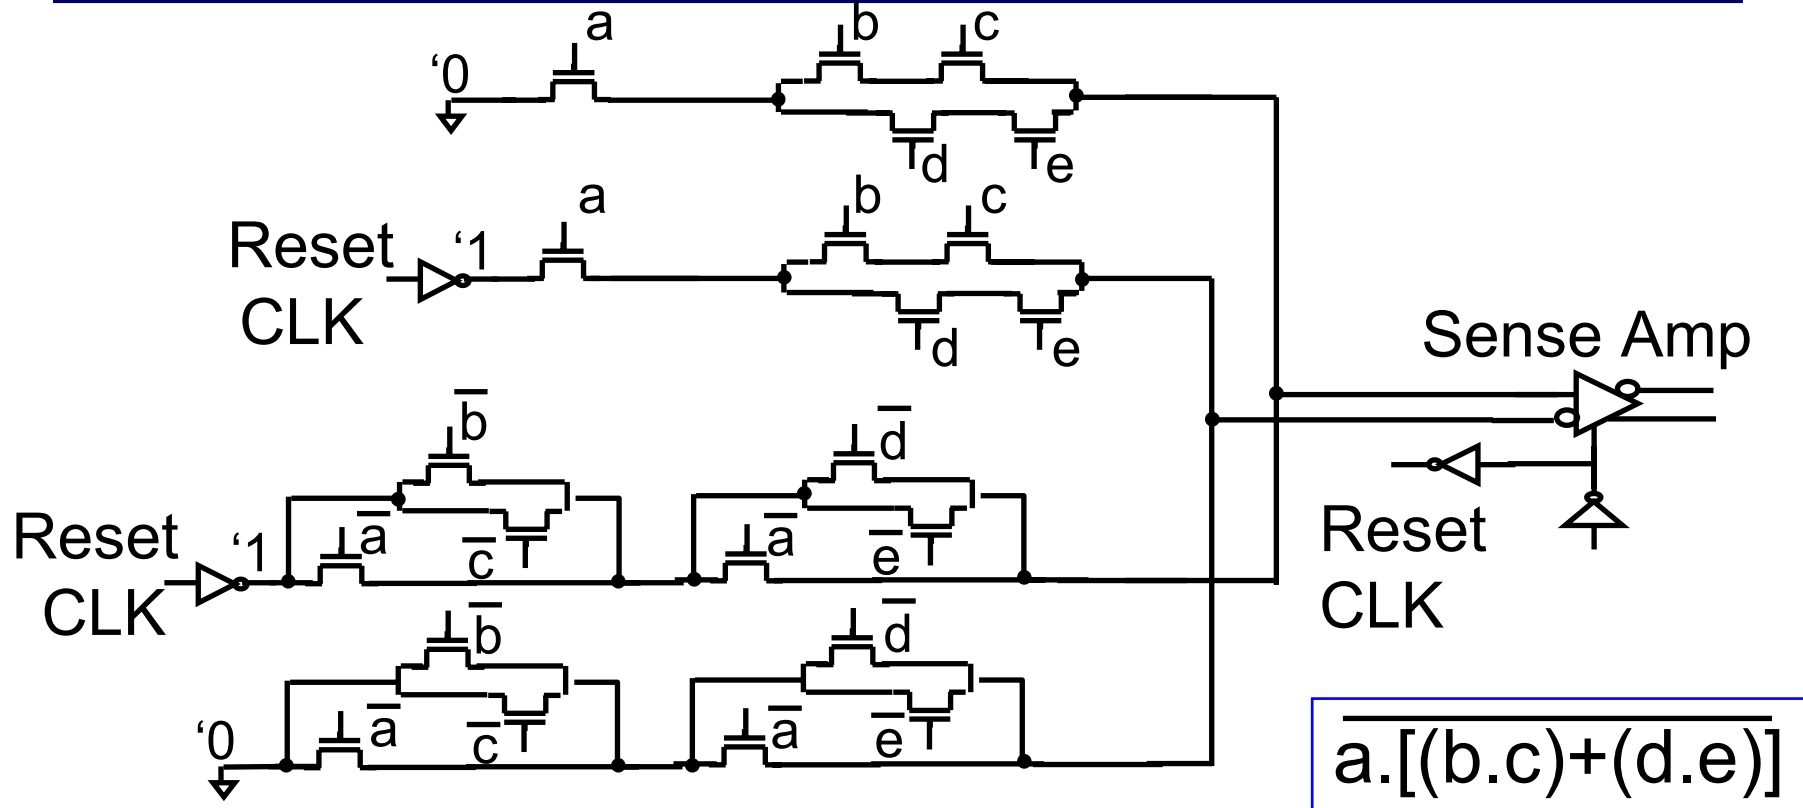 a b c
‘0
d e
a b c
Reset ‘1
CLK
d e
Sense Amp
b̅ d̅
Reset ‘1 a̅ c̅ a̅ e̅
CLK
Reset
CLK
b̅ d̅
‘0 a̅ c̅ a̅ e̅
a̅.̅[̅(̅b̅.̅c̅)̅+̅(̅d̅.̅e̅)̅]̅